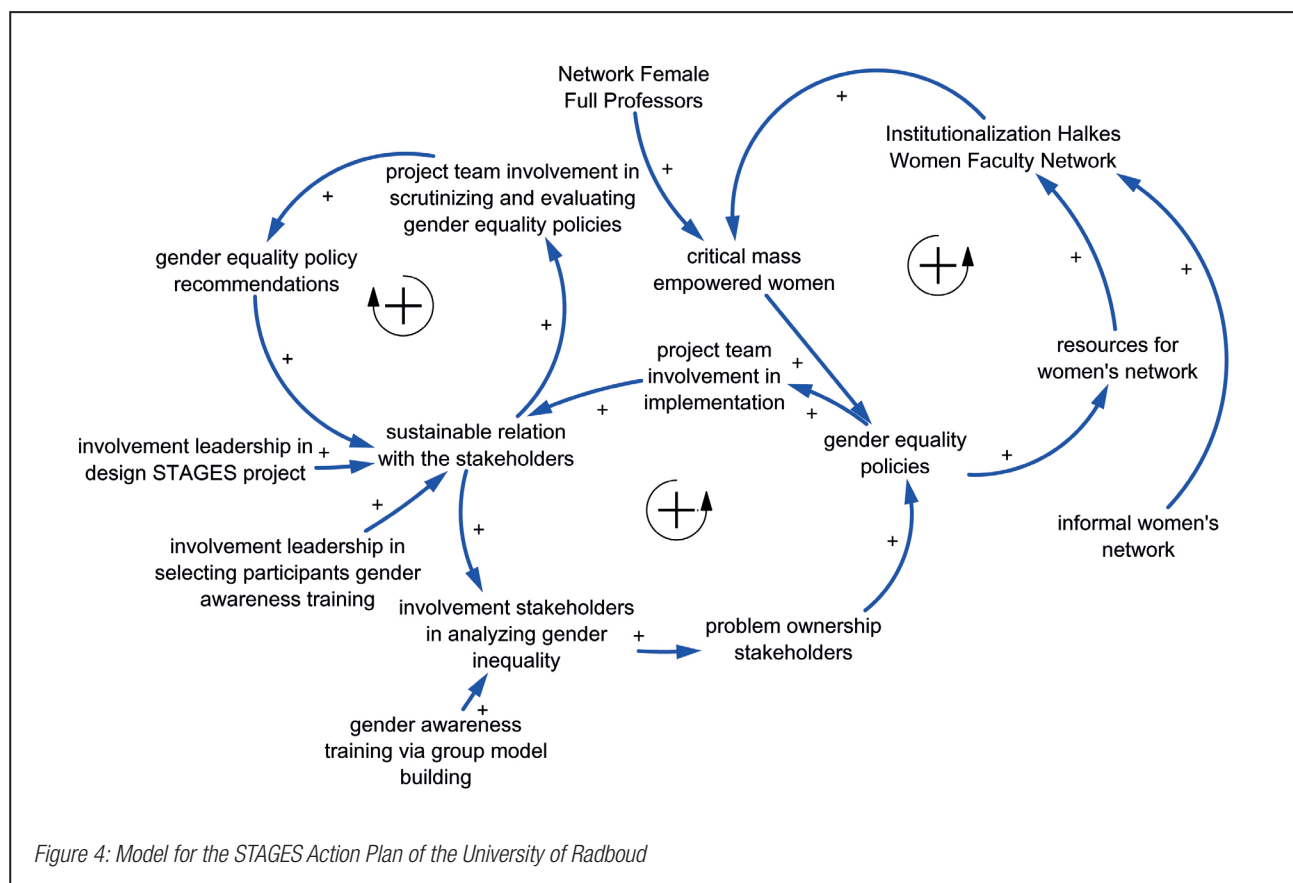 Network Female
Full Professors
+
Institutionalization Halkes
Women Faculty Network
project team involvement in
scrutinizing and evaluating
gender equality policies
+
+
gender equality policy
recommendations
critical mass
empowered women
+
+
+
+
+
+
project team
involvement in
implementation
+
+
+
resources for
women's network
+
involvement leadership in
design STAGES project
+
sustainable relation
with the stakeholders
gender equality
policies
+
+
involvement leadership in
selecting participants gender
awareness training
+
+
+
informal women's
network
involvement stakeholders
in analyzing gender
inequality
+
problem ownership
stakeholders
+
gender awareness
training via group model
building
Figure 4: Model for the STAGES Action Plan of the University of Radboud